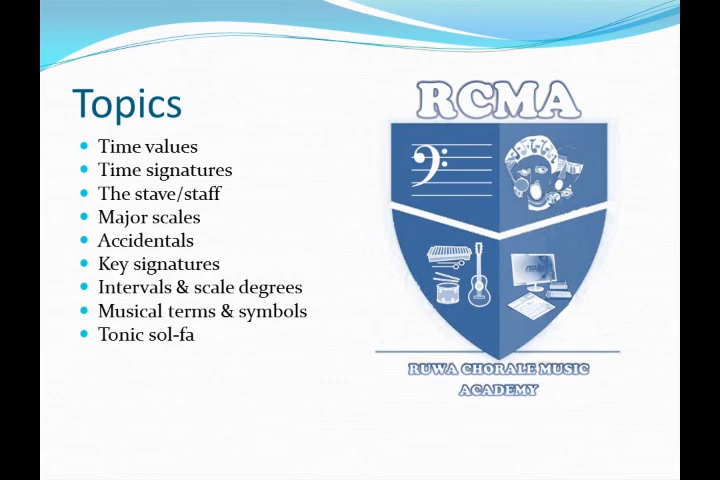 Topics
Time values
Time signatures
The stave/staff
Major scales
Accidentals
Key signatures
Intervals & scale degrees
Musical terms & symbols
Tonic sol-fa
RCMA
RUWA CHORALE MUSIC
ACADEMY